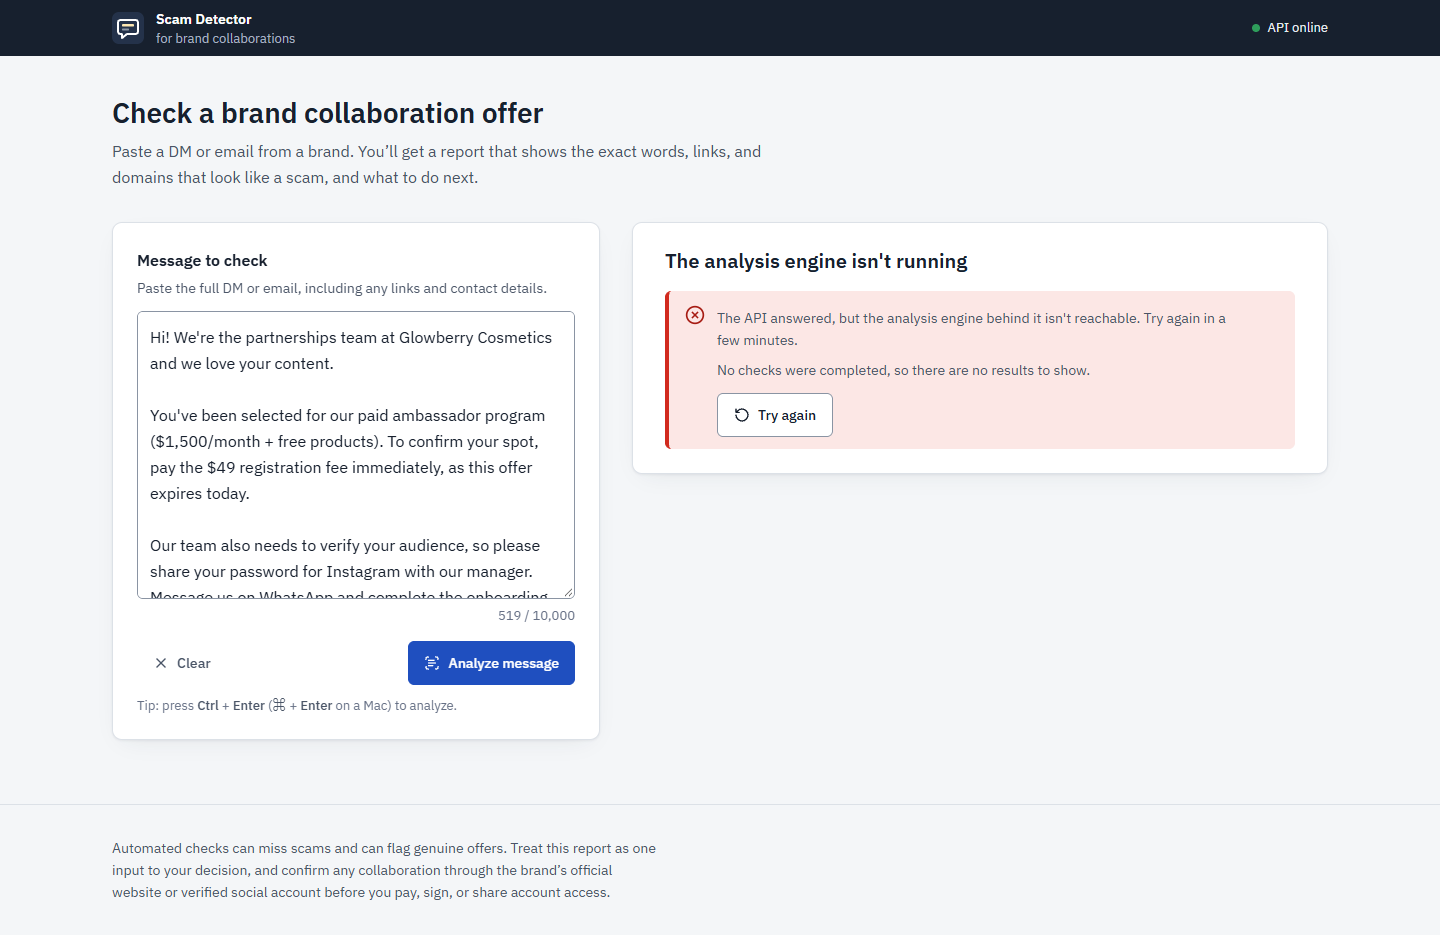 Scam Detector
for brand collaborations
API online
Check a brand collaboration offer
Paste a DM or email from a brand. You’ll get a report that shows the exact words, links, and
domains that look like a scam, and what to do next.
Message to check
Paste the full DM or email, including any links and contact details.
Hi! We're the partnerships team at Glowberry Cosmetics
and we love your content.
You've been selected for our paid ambassador program
($1,500/month + free products). To confirm your spot,
pay the $49 registration fee immediately, as this offer
expires today.
Our team also needs to verify your audience, so please
share your password for Instagram with our manager.
Message us on WhatsApp and complete the onboarding
519 / 10,000
Clear
Analyze message
Tip: press Ctrl + Enter (⌘ + Enter on a Mac) to analyze.
The analysis engine isn't running
The API answered, but the analysis engine behind it isn't reachable. Try again in a
few minutes.
No checks were completed, so there are no results to show.
Try again
Automated checks can miss scams and can flag genuine offers. Treat this report as one
input to your decision, and confirm any collaboration through the brand’s official
website or verified social account before you pay, sign, or share account access.